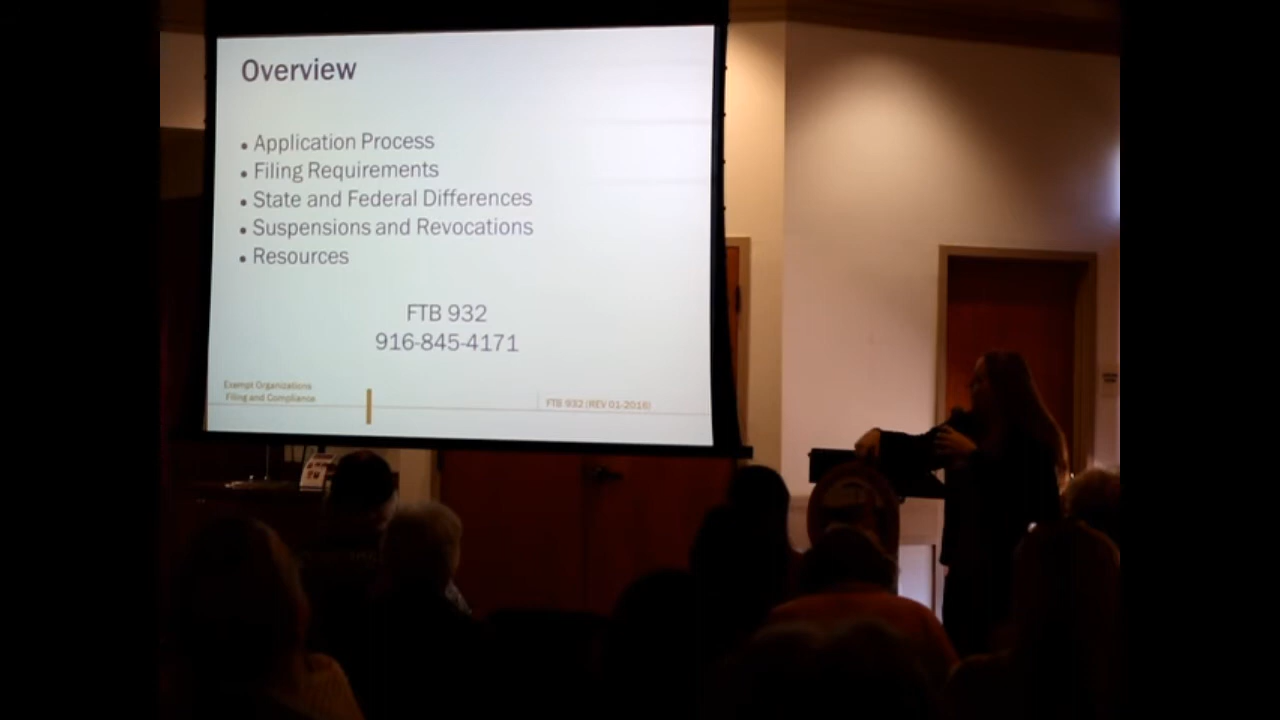 Overview
• Application Process
• Filing Requirements
• State and Federal Differences
• Suspensions and Revocations
• Resources
FTB 932
916-845-4171
Exempt Organizations
Filing and Compliance
FTB 932 (REV 01-2016)